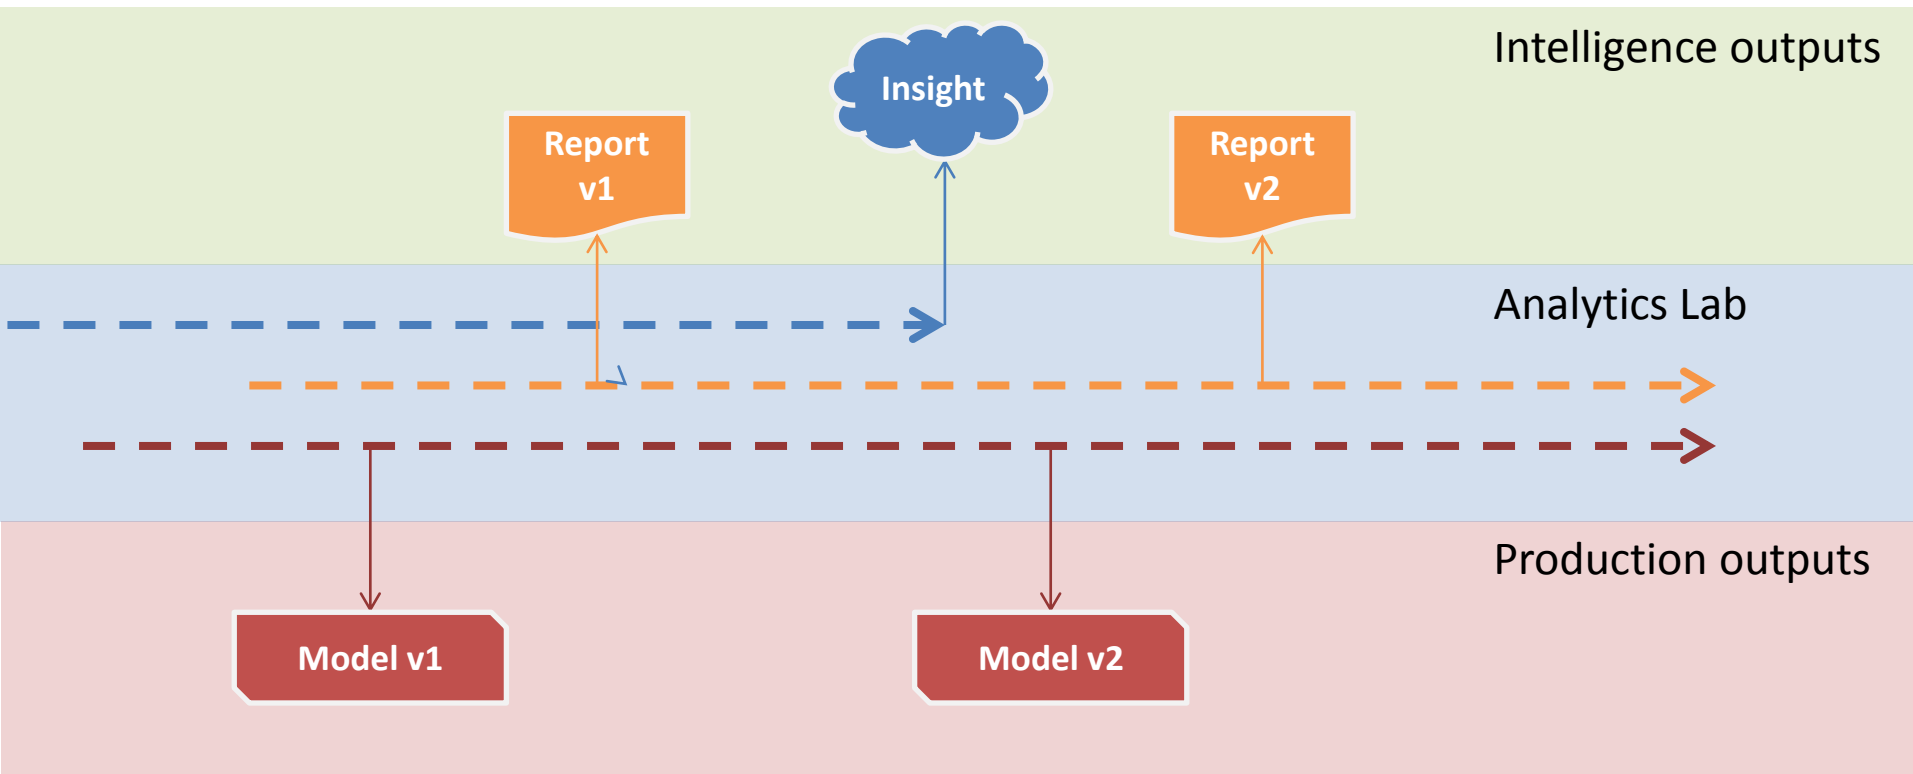 Intelligence outputs
Insight
Report
v1
Report
v2
Analytics Lab
Production outputs
Model v1
Model v2